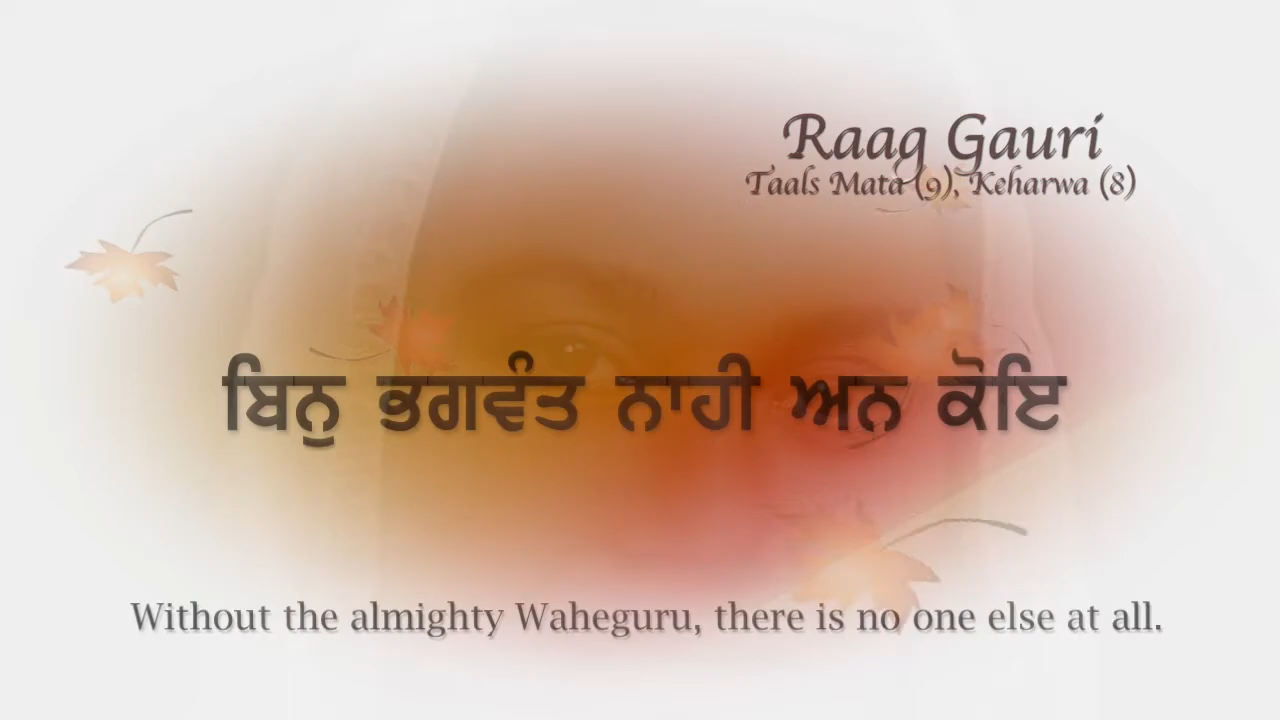 Raag Gauri
Taals Mata (9), Keharwa (8)
ਬਿਨੁ ਭਗਵੰਤ ਨਾਹੀ ਅਨ ਕੋਇ
Without the almighty Waheguru, there is no one else at all.